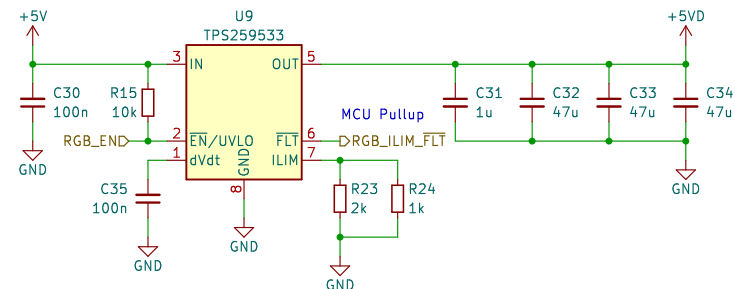 +5V
U9
TPS259533
+5VD
3
IN
OUT
5
C30
100n
R15
10k
C31
1u
C32
47u
C33
47u
C34
47u
MCU Pullup
RGB_EN
2
EN/UVLO
FLT
6
RGB_ILIM_FLT
1
dVdt
GND
ILIM
7
GND
8
C35
100n
R23
2k
R24
1k
GND
GND
GND
GND